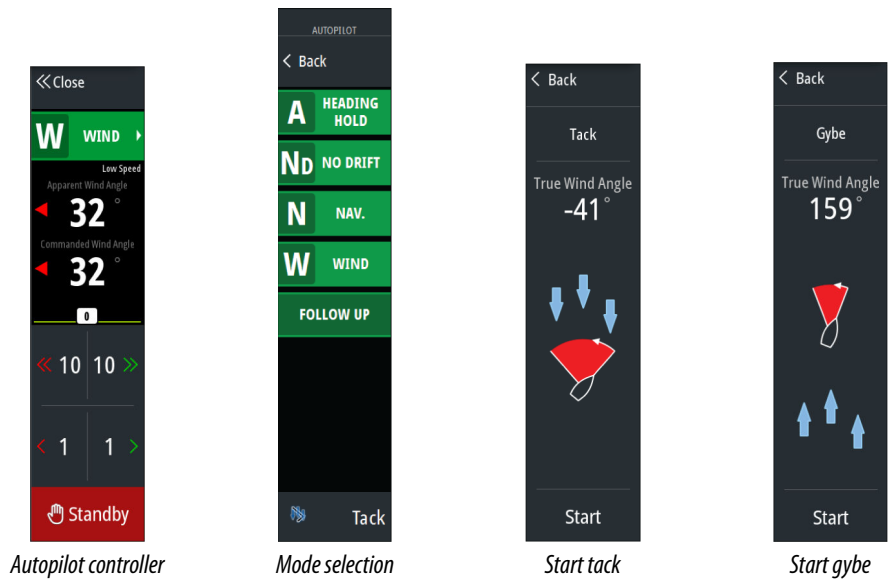 Close
W WIND
Low Speed
Apparent Wind Angle
32°
Commanded Wind Angle
32°
0
10 10
1 1
Standby
Autopilot controller
AUTOPILOT
Back
A HEADING
HOLD
ND NO DRIFT
N NAV.
W WIND
FOLLOW UP
Tack
Mode selection
Back
Tack
True Wind Angle
-41°
Start
Start tack
Back
Gybe
True Wind Angle
159°
Start
Start gybe